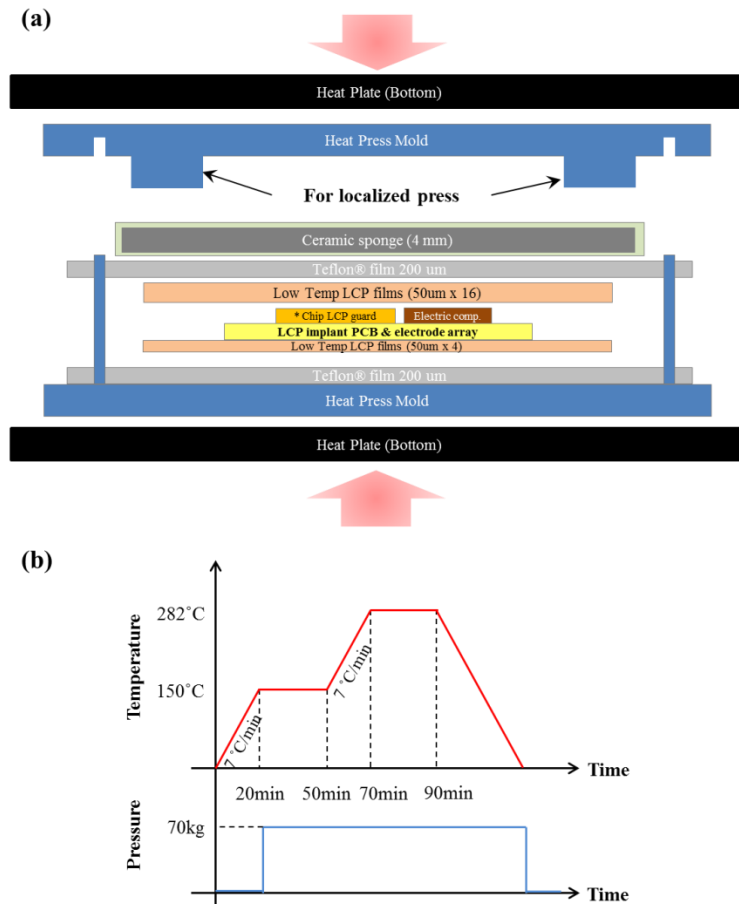 (a)
Heat Plate (Bottom)
Heat Press Mold
For localized press
Ceramic sponge (4 mm)
Teflon® film 200 um
Low Temp LCP films (50um x 16)
* Chip LCP guard
Electric comp.
LCP implant PCB & electrode array
Low Temp LCP films (50um x 4)
Teflon® film 200 um
Heat Press Mold
Heat Plate (Bottom)
(b)
Temperature
282˚C
150˚C
7 ˚C/min
7 ˚C/min
Time
20min
50min
70min
90min
Pressure
70kg
Time